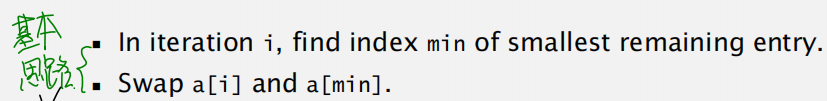 基本
思路
▪ In iteration i, find index min of smallest remaining entry.
▪ Swap a[i] and a[min].